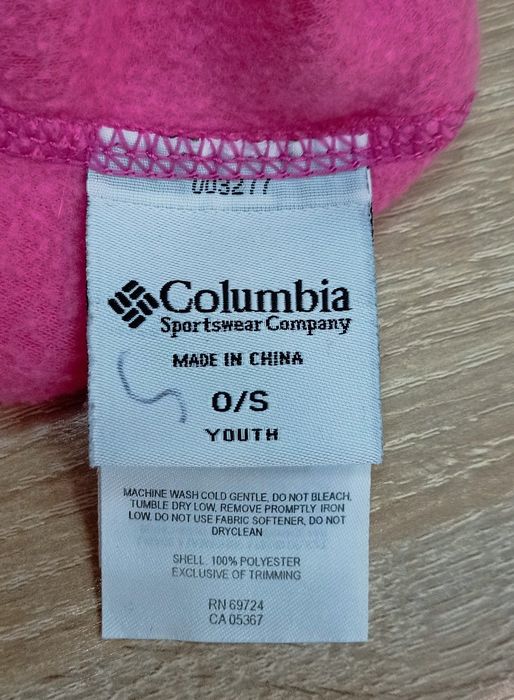 003277
Columbia
Sportswear Company
MADE IN CHINA
O/S
YOUTH
MACHINE WASH COLD GENTLE, DO NOT BLEACH,
TUMBLE DRY LOW, REMOVE PROMPTLY IRON
LOW. DO NOT USE FABRIC SOFTENER, DO NOT
DRYCLEAN
SHELL: 100% POLYESTER
EXCLUSIVE OF TRIMMING
RN 69724
CA 05367